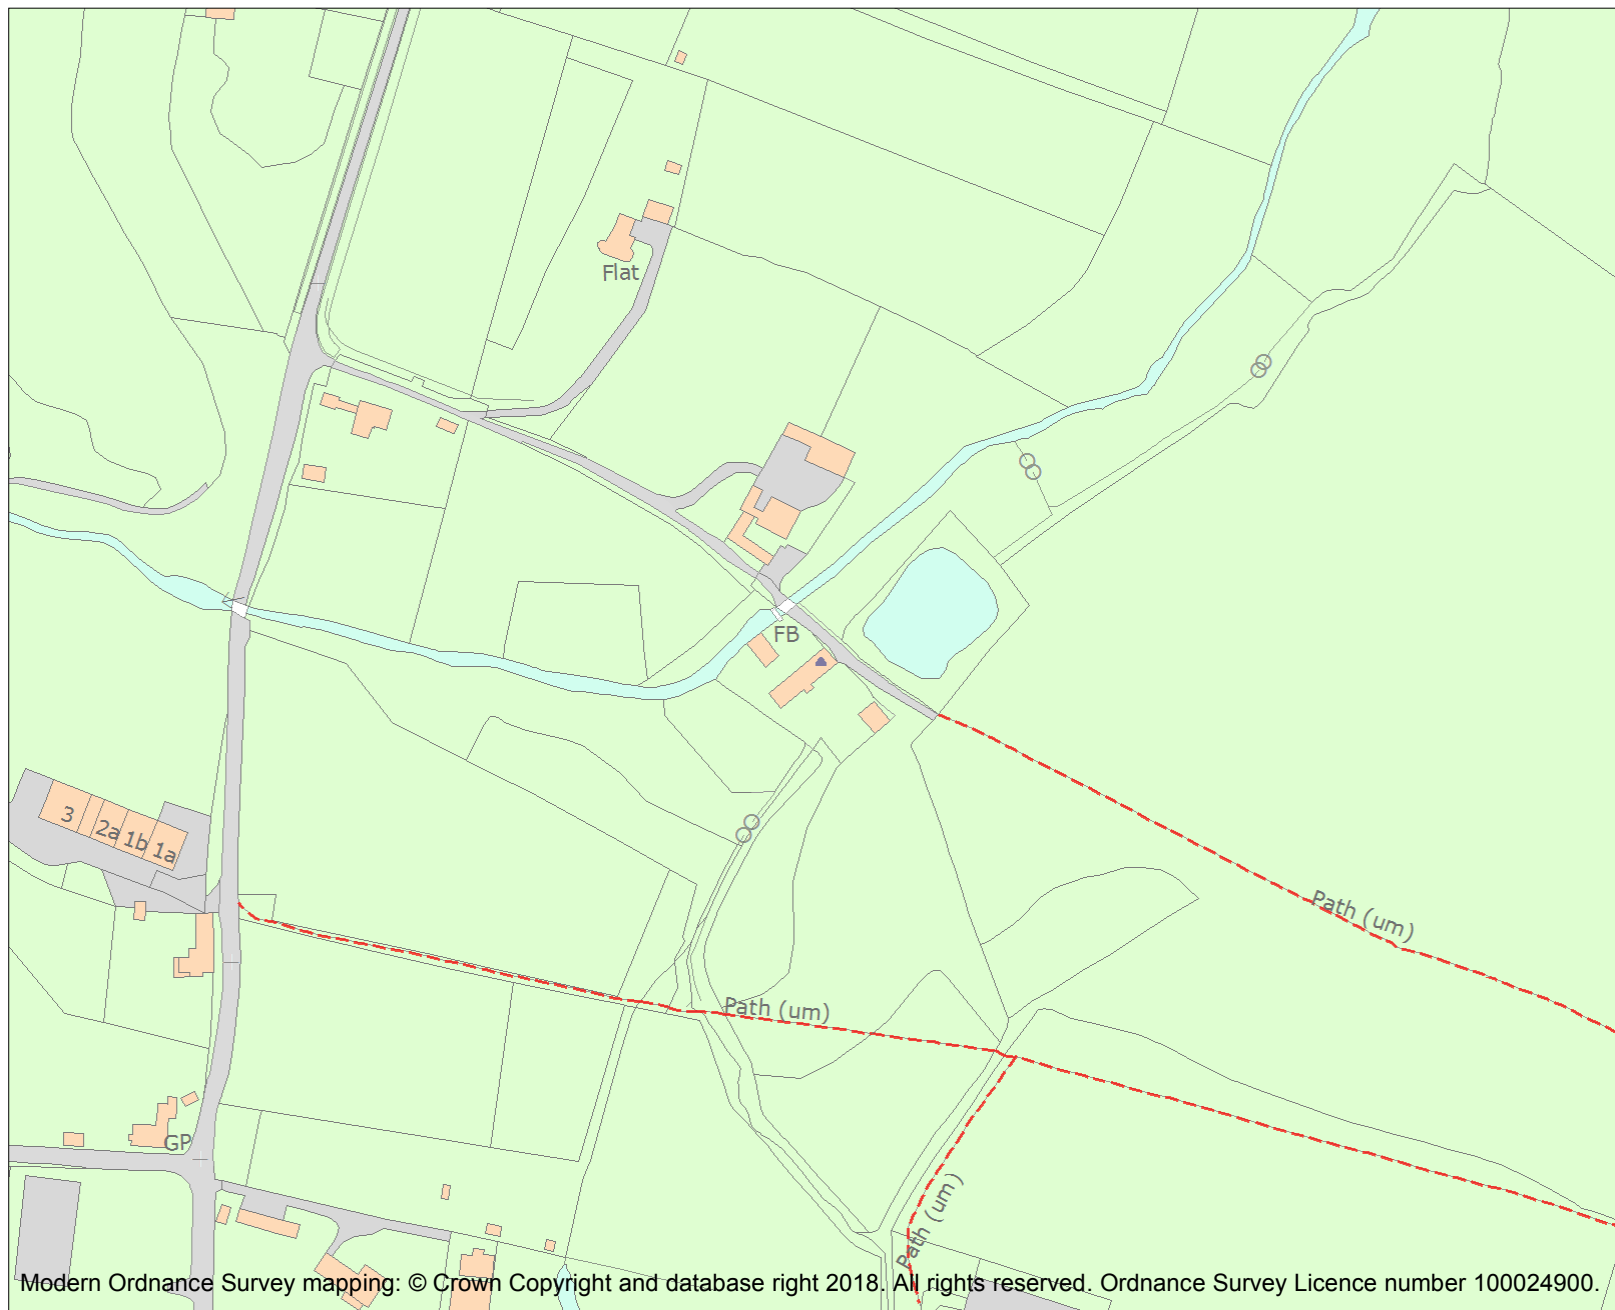 Flat
FB
3
2a
1b
1a
Path (um)
Path (um)
GP
Path (um)
Modern Ordnance Survey mapping: © Crown Copyright and database right 2018. All rights reserved. Ordnance Survey Licence number 100024900.